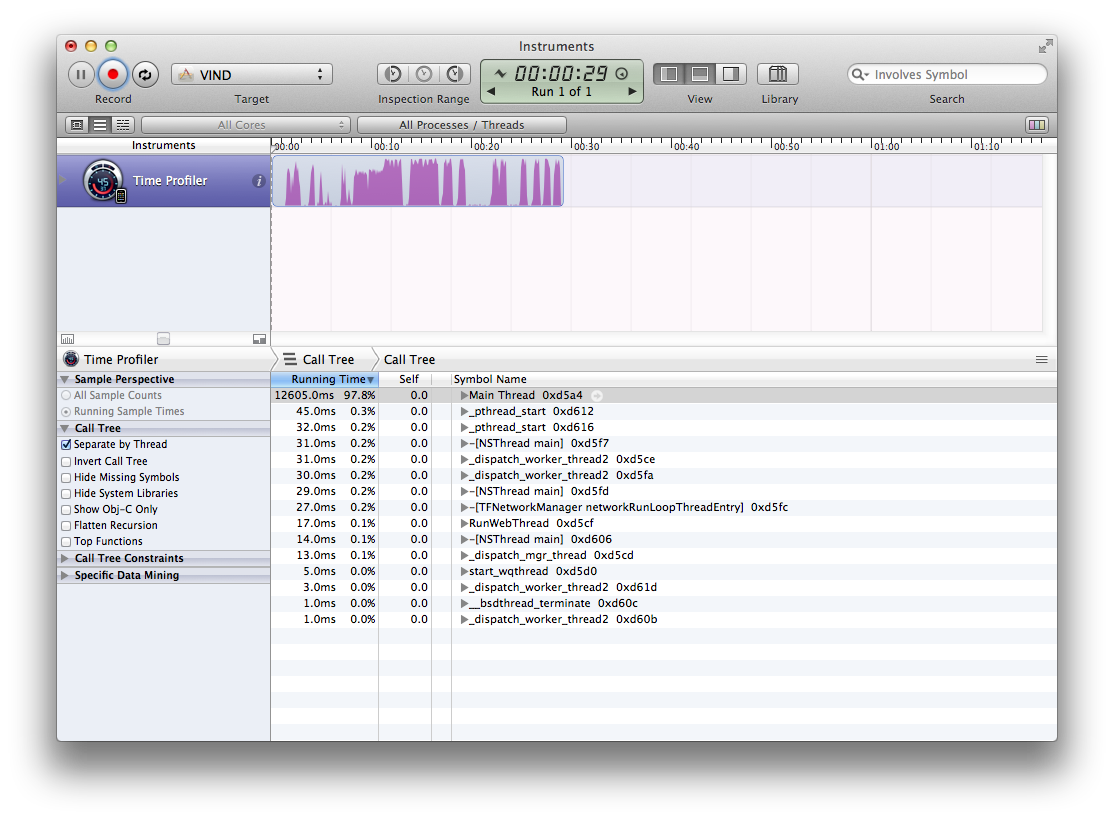 Instruments
VIND
00:00:29
Run 1 of 1
Involves Symbol
Record
Target
Inspection Range
View
Library
Search
All Cores
All Processes / Threads
Instruments
00:00 00:10 00:20 00:30 00:40 00:50 01:00 01:10
Time Profiler
Time Profiler
Call Tree
Call Tree
Sample Perspective
All Sample Counts
Running Sample Times
Call Tree
Separate by Thread
Invert Call Tree
Hide Missing Symbols
Hide System Libraries
Show Obj-C Only
Flatten Recursion
Top Functions
Call Tree Constraints
Specific Data Mining
Running Time Self Symbol Name
12605.0ms 97.8% 0.0 Main Thread 0xd5a4
45.0ms 0.3% 0.0 _pthread_start 0xd612
32.0ms 0.2% 0.0 _pthread_start 0xd616
31.0ms 0.2% 0.0 -[NSThread main] 0xd5f7
31.0ms 0.2% 0.0 _dispatch_worker_thread2 0xd5ce
30.0ms 0.2% 0.0 _dispatch_worker_thread2 0xd5fa
29.0ms 0.2% 0.0 -[NSThread main] 0xd5fd
27.0ms 0.2% 0.0 -[TFNetworkManager networkRunLoopThreadEntry] 0xd5fc
17.0ms 0.1% 0.0 RunWebThread 0xd5cf
14.0ms 0.1% 0.0 -[NSThread main] 0xd606
13.0ms 0.1% 0.0 _dispatch_mgr_thread 0xd5cd
5.0ms 0.0% 0.0 start_wqthread 0xd5d0
3.0ms 0.0% 0.0 _dispatch_worker_thread2 0xd61d
1.0ms 0.0% 0.0 __bsdthread_terminate 0xd60c
1.0ms 0.0% 0.0 _dispatch_worker_thread2 0xd60b